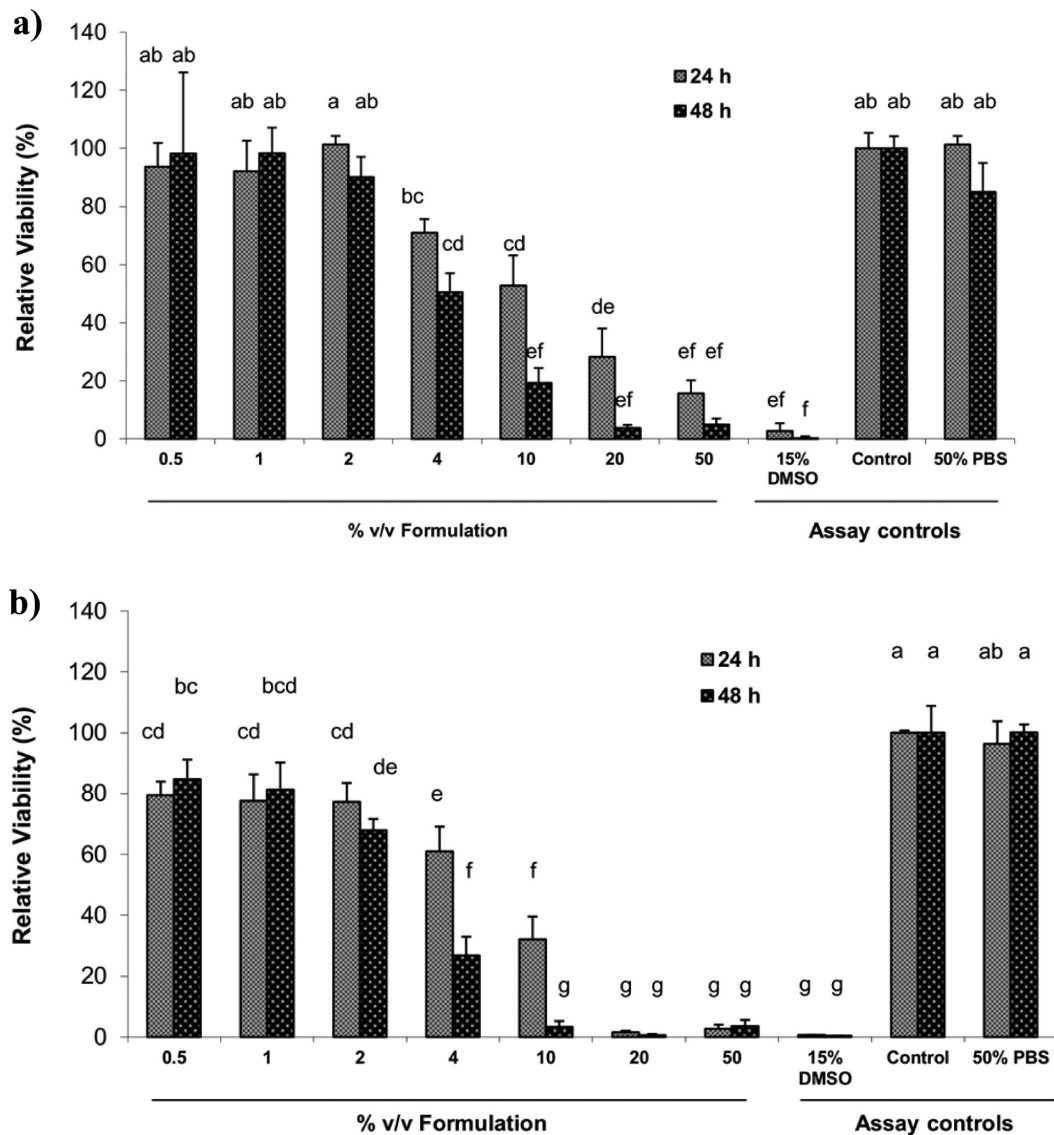 a)
140
120
100
80
60
40
20
0
Relative Viability (%)
24 h
48 h
ab ab
ab ab
a ab
bc
cd
cd
ef
de
ef
ef ef
ef
f
ab ab
ab ab
0.5 1 2 4 10 20 50 15% DMSO Control 50% PBS
% v/v Formulation
Assay controls
b)
140
120
100
80
60
40
20
0
Relative Viability (%)
24 h
48 h
cd
bc
cd
bcd
cd
de
e
f
f
g
g g
g g
g g
a a
ab a
0.5 1 2 4 10 20 50 15% DMSO Control 50% PBS
% v/v Formulation
Assay controls